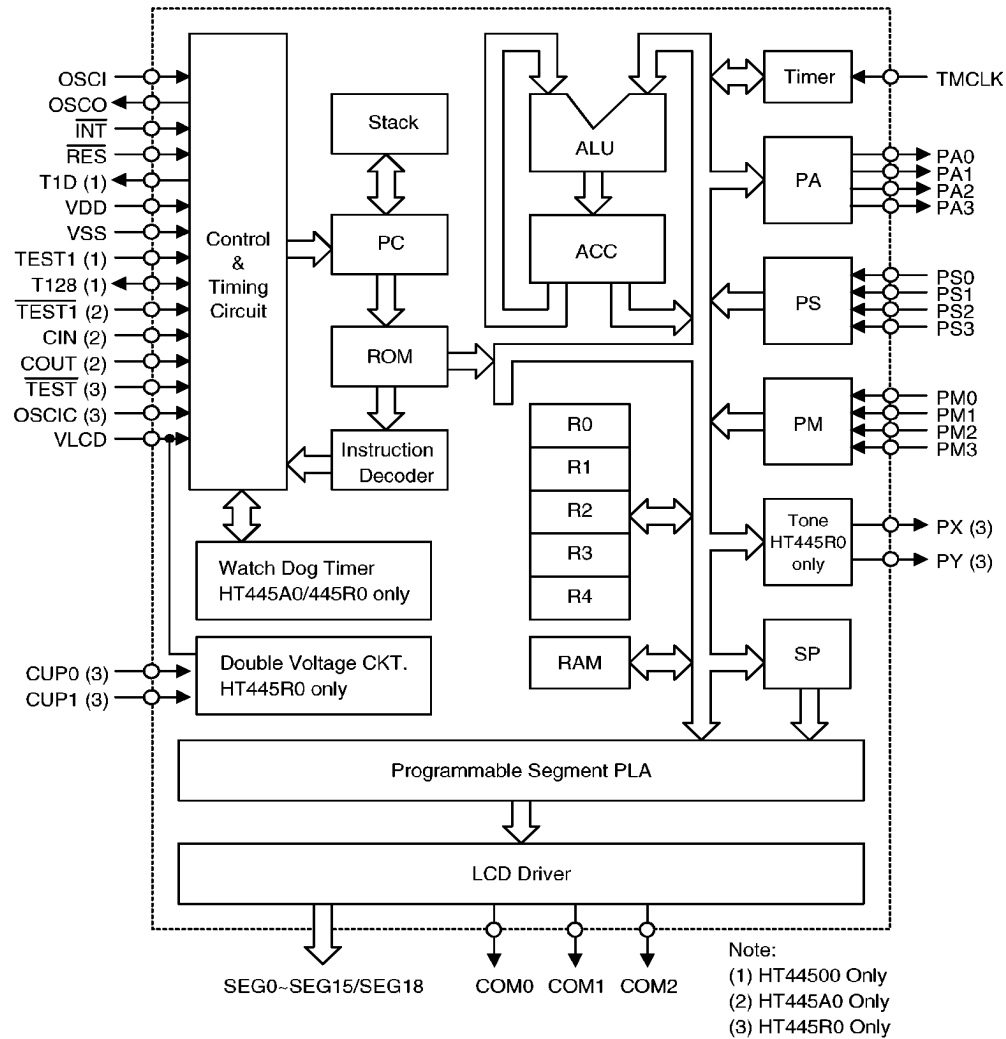 OSCI
OSCO
INT
RES
T1D (1)
VDD
VSS
TEST1 (1)
T128 (1)
TEST1 (2)
CIN (2)
COUT (2)
TEST (3)
OSCIC (3)
VLCD
CUP0 (3)
CUP1 (3)
Control
&
Timing
Circuit
Stack
PC
ROM
Instruction
Decoder
Watch Dog Timer
HT445A0/445R0 only
Double Voltage CKT.
HT445R0 only
ALU
ACC
R0
R1
R2
R3
R4
RAM
Timer
TMCLK
PA
PA0
PA1
PA2
PA3
PS
PS0
PS1
PS2
PS3
PM
PM0
PM1
PM2
PM3
Tone
HT445R0
only
PX (3)
PY (3)
SP
Programmable Segment PLA
LCD Driver
SEG0~SEG15/SEG18
COM0
COM1
COM2
Note:
(1) HT44500 Only
(2) HT445A0 Only
(3) HT445R0 Only